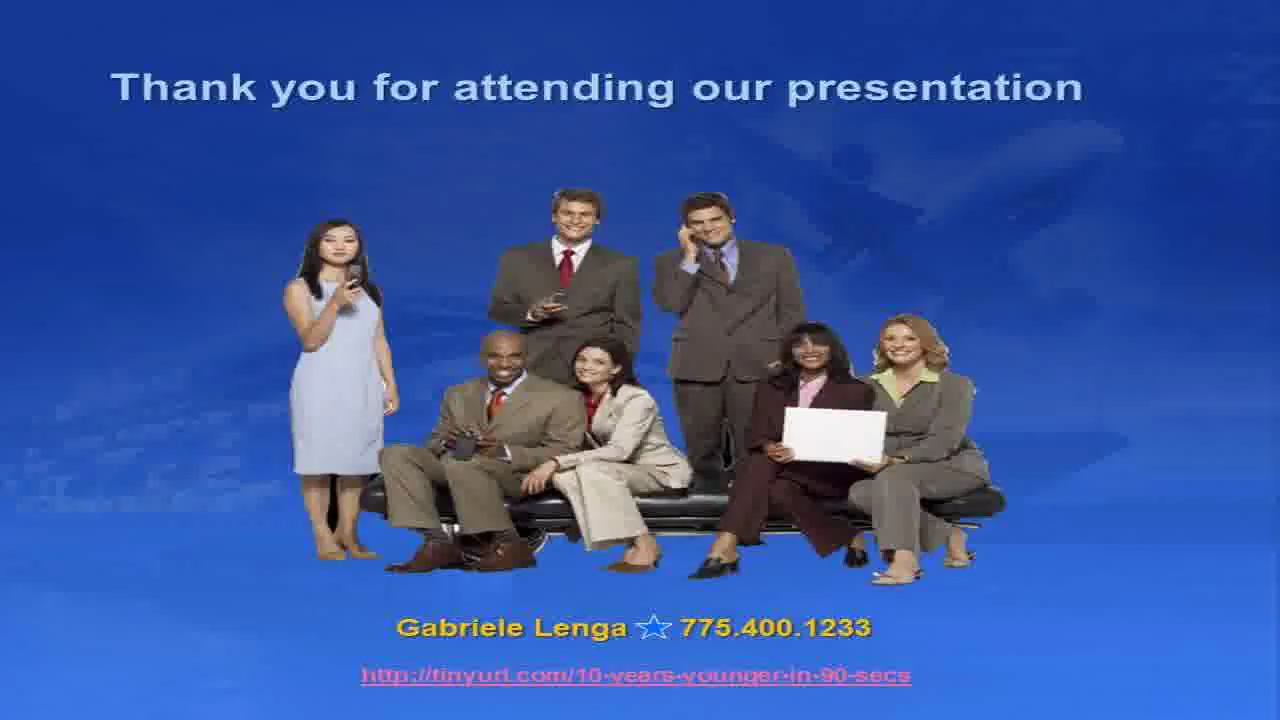 Thank you for attending our presentation
Gabriele Lenga ☆ 775.400.1233
http://tinyurl.com/10-years-younger-in-90-secs